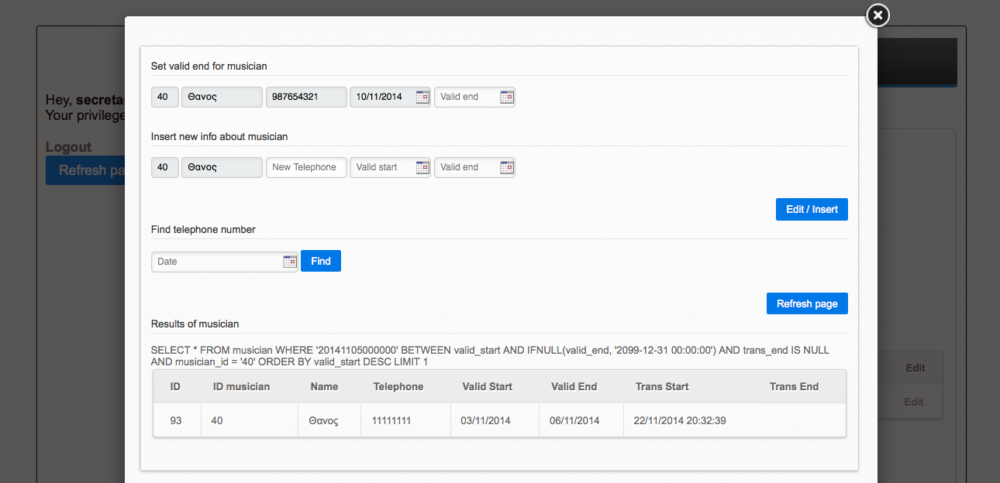 Hey, secreta
Your privilege
Logout
Refresh pa
Set valid end for musician
40 Θανος 987654321 10/11/2014 Valid end
Insert new info about musician
40 Θανος New Telephone Valid start Valid end
Edit / Insert
Find telephone number
Date Find
Refresh page
Results of musician
SELECT * FROM musician WHERE '20141105000000' BETWEEN valid_start AND IFNULL(valid_end, '2099-12-31 00:00:00') AND trans_end IS NULL
AND musician_id = '40' ORDER BY valid_start DESC LIMIT 1
ID ID musician Name Telephone Valid Start Valid End Trans Start Trans End
93 40 Θανος 11111111 03/11/2014 06/11/2014 22/11/2014 20:32:39
Edit
Edit